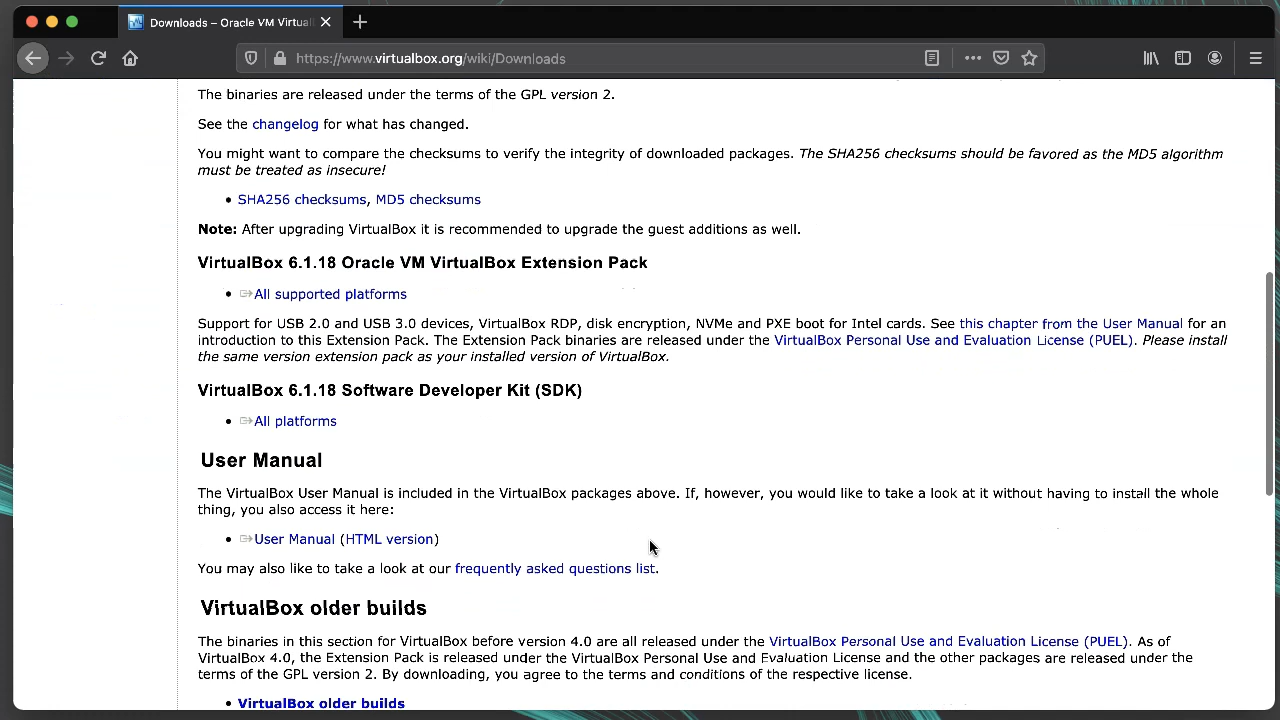 Downloads – Oracle VM Virtual
https://www.virtualbox.org/wiki/Downloads
The binaries are released under the terms of the GPL version 2.
See the changelog for what has changed.
You might want to compare the checksums to verify the integrity of downloaded packages. The SHA256 checksums should be favored as the MD5 algorithm
must be treated as insecure!
• SHA256 checksums, MD5 checksums
Note: After upgrading VirtualBox it is recommended to upgrade the guest additions as well.
VirtualBox 6.1.18 Oracle VM VirtualBox Extension Pack
• All supported platforms
Support for USB 2.0 and USB 3.0 devices, VirtualBox RDP, disk encryption, NVMe and PXE boot for Intel cards. See this chapter from the User Manual for an
introduction to this Extension Pack. The Extension Pack binaries are released under the VirtualBox Personal Use and Evaluation License (PUEL). Please install
the same version extension pack as your installed version of VirtualBox.
VirtualBox 6.1.18 Software Developer Kit (SDK)
• All platforms
User Manual
The VirtualBox User Manual is included in the VirtualBox packages above. If, however, you would like to take a look at it without having to install the whole
thing, you also access it here:
• User Manual (HTML version)
You may also like to take a look at our frequently asked questions list.
VirtualBox older builds
The binaries in this section for VirtualBox before version 4.0 are all released under the VirtualBox Personal Use and Evaluation License (PUEL). As of
VirtualBox 4.0, the Extension Pack is released under the VirtualBox Personal Use and Evaluation License and the other packages are released under the
terms of the GPL version 2. By downloading, you agree to the terms and conditions of the respective license.
• VirtualBox older builds